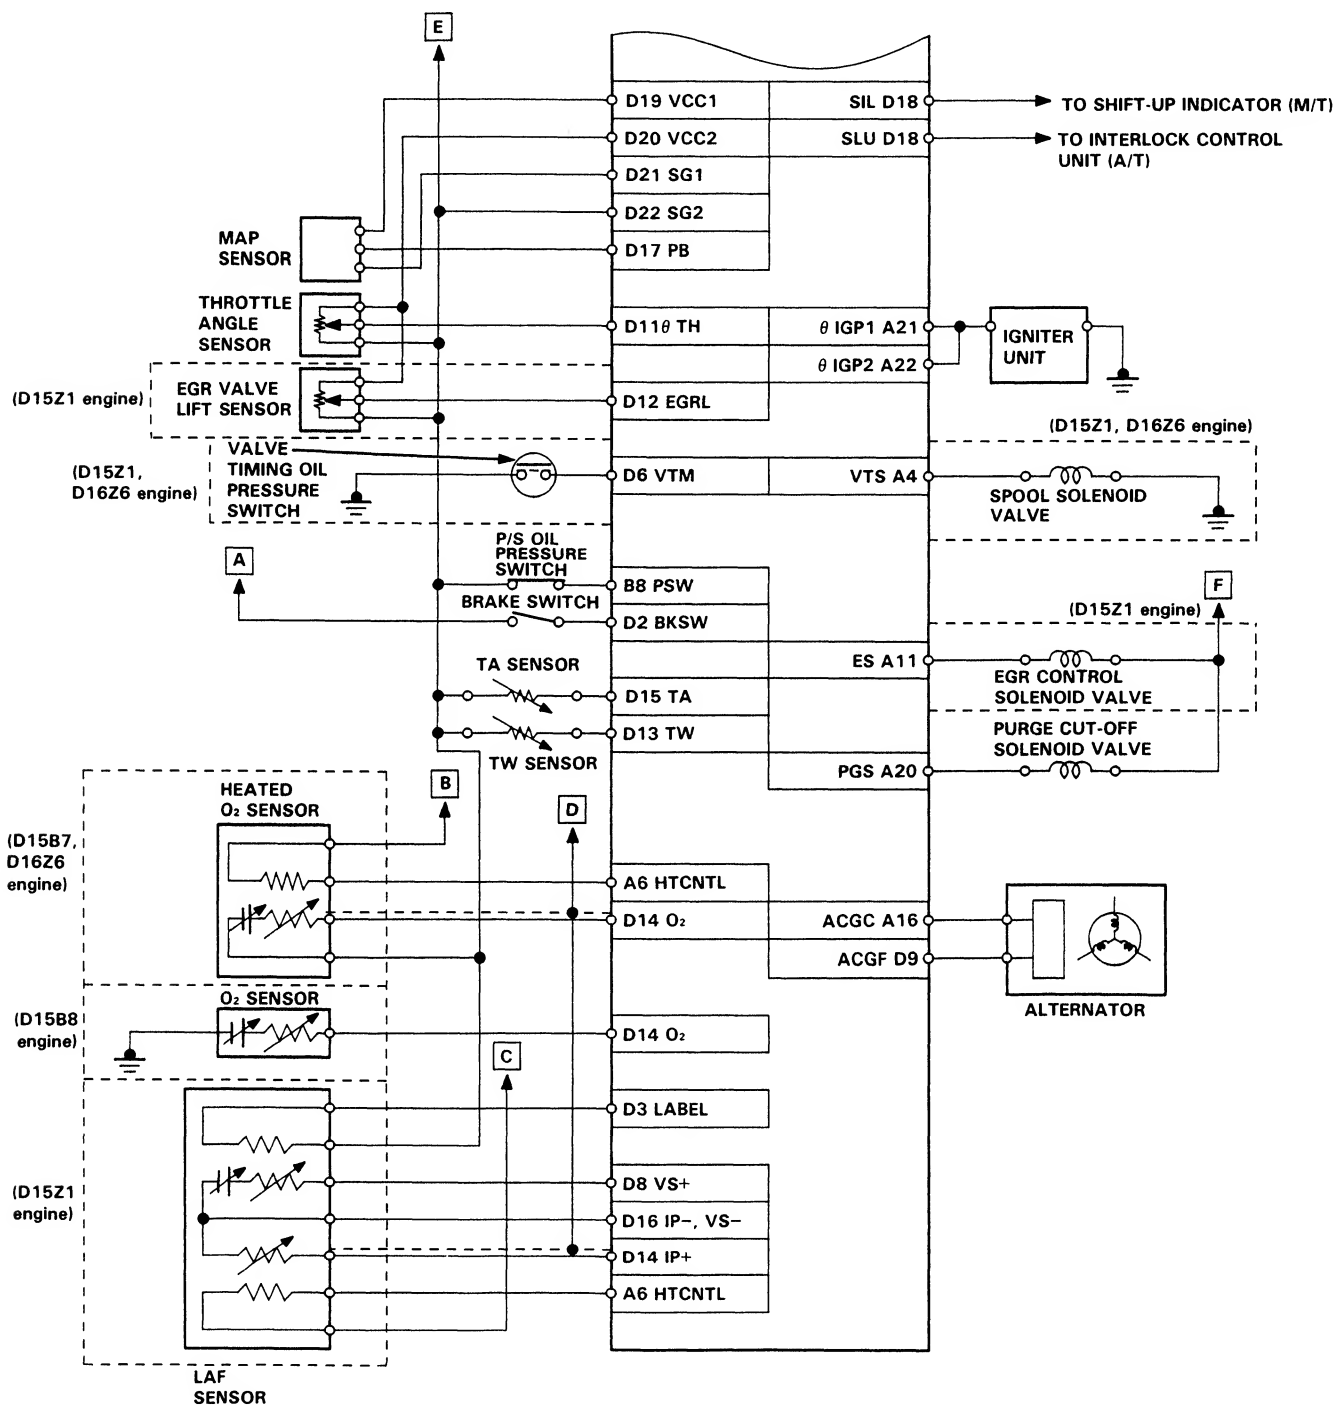 E
D19 VCC1
SIL D18
TO SHIFT-UP INDICATOR (M/T)
D20 VCC2
SLU D18
TO INTERLOCK CONTROL
UNIT (A/T)
D21 SG1
D22 SG2
MAP
SENSOR
D17 PB
THROTTLE
ANGLE
SENSOR
D11θ TH
θ IGP1 A21
θ IGP2 A22
IGNITER
UNIT
(D15Z1 engine)
EGR VALVE
LIFT SENSOR
D12 EGRL
(D15Z1, D16Z6 engine)
(D15Z1,
D16Z6 engine)
VALVE
TIMING OIL
PRESSURE
SWITCH
D6 VTM
VTS A4
SPOOL SOLENOID
VALVE
A
P/S OIL
PRESSURE
SWITCH
B8 PSW
BRAKE SWITCH
D2 BKSW
F
(D15Z1 engine)
ES A11
EGR CONTROL
SOLENOID VALVE
TA SENSOR
D15 TA
D13 TW
TW SENSOR
PURGE CUT-OFF
SOLENOID VALVE
PGS A20
B
D
HEATED
O₂ SENSOR
(D15B7,
D16Z6
engine)
A6 HTCNTL
D14 O₂
ACGC A16
ACGF D9
ALTERNATOR
O₂ SENSOR
(D15B8
engine)
D14 O₂
C
D3 LABEL
(D15Z1
engine)
D8 VS+
D16 IP−, VS−
D14 IP+
A6 HTCNTL
LAF
SENSOR